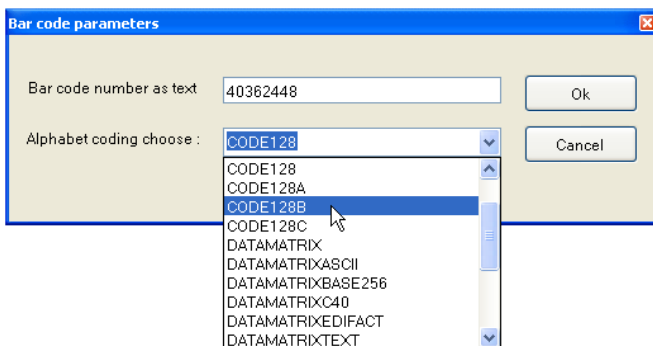 Bar code parameters
Bar code number as text 40362448 Ok
Alphabet coding choose : CODE128 Cancel
CODE128
CODE128A
CODE128B
CODE128C
DATAMATRIX
DATAMATRIXASCII
DATAMATRIXBASE256
DATAMATRIXC40
DATAMATRIXEDIFACT
DATAMATRIXTEXT